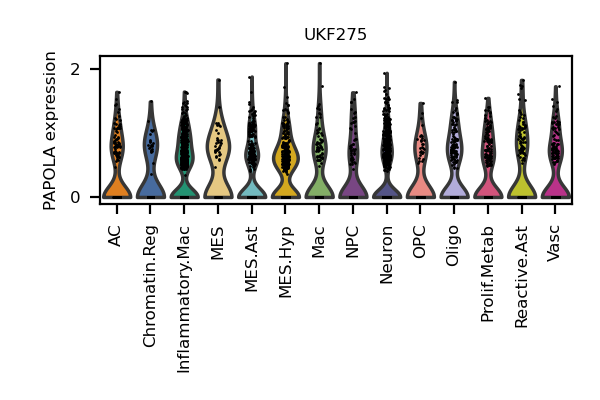 UKF275
PAPOLA expression
2
0
AC
Chromatin.Reg
Inflammatory.Mac
MES
MES.Ast
MES.Hyp
Mac
NPC
Neuron
OPC
Oligo
Prolif.Metab
Reactive.Ast
Vasc